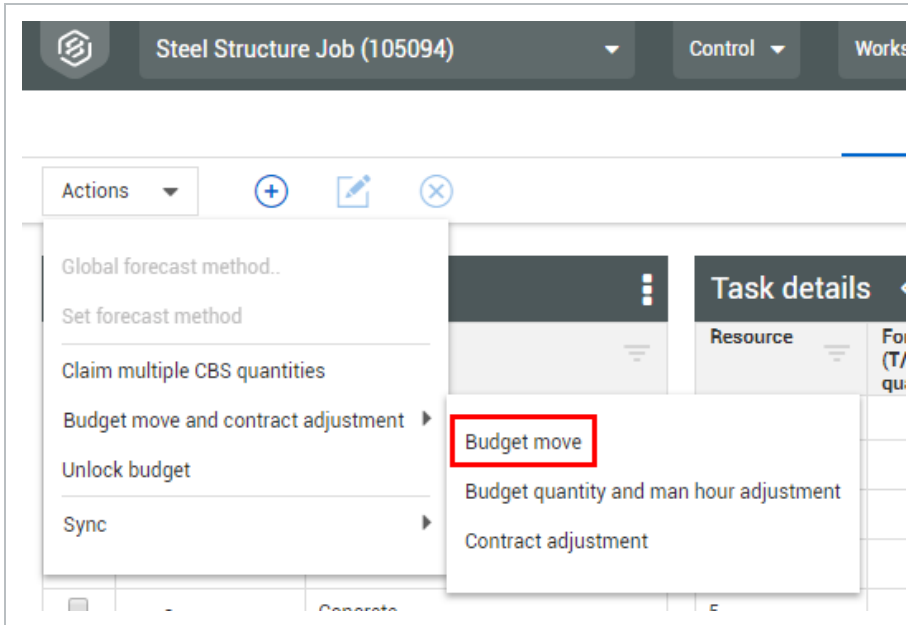 Steel Structure Job (105094)
Control
Works
Actions
Global forecast method..
Set forecast method
Claim multiple CBS quantities
Budget move and contract adjustment
Unlock budget
Sync
Budget move
Budget quantity and man hour adjustment
Contract adjustment
Task details
Resource
(T/
qua